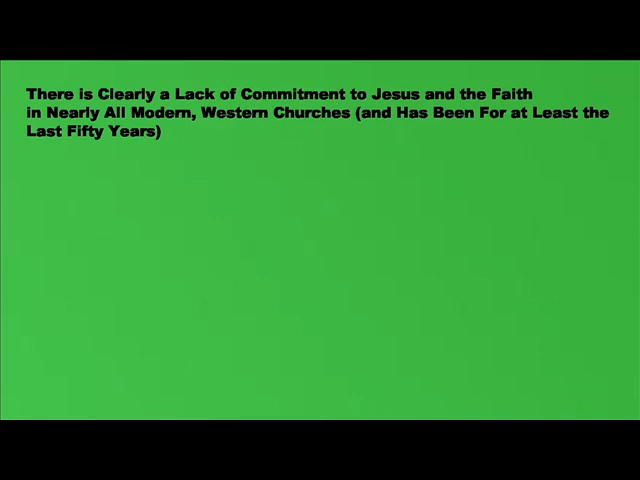 There is Clearly a Lack of Commitment to Jesus and the Faith
in Nearly All Modern, Western Churches (and Has Been For at Least the
Last Fifty Years)